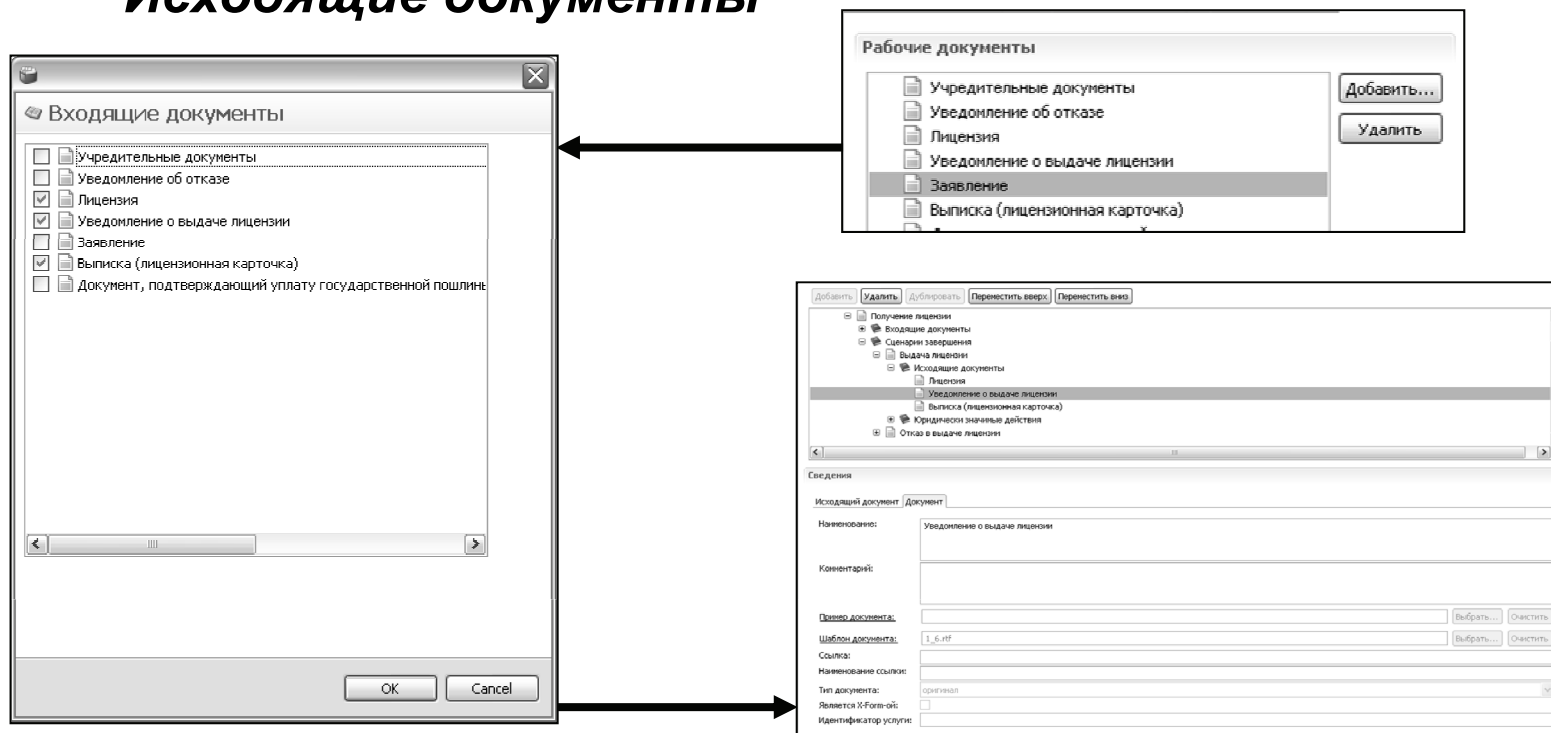 Исходящие документы
Входящие документы
Учредительные документы
Уведомление об отказе
Лицензия
Уведомление о выдаче лицензии
Заявление
Выписка (лицензионная карточка)
Документ, подтверждающий уплату государственной пошлины
OK
Cancel
Рабочие документы
Учредительные документы
Уведомление об отказе
Лицензия
Уведомление о выдаче лицензии
Заявление
Выписка (лицензионная карточка)
Добавить...
Удалить
Добавить Удалить Дублировать Переместить вверх Переместить вниз
Получение лицензии
Входящие документы
Сценарии завершения
Выдача лицензии
Исходящие документы
Лицензия
Уведомление о выдаче лицензии
Выписка (лицензионная карточка)
Юридически значимые действия
Отказ в выдаче лицензии
Сведения
Исходящий документ Документ
Наименование: Уведомление о выдаче лицензии
Комментарий:
Пример документа: Выбрать... Очистить
Шаблон документа: 1_6.rtf Выбрать... Очистить
Ссылка:
Наименование ссылки:
Тип документа: оригинал
Является X-Form-ой:
Идентификатор услуги: